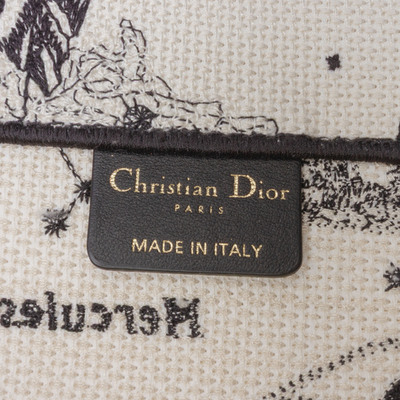 Christian Dior
PARIS
MADE IN ITALY
Hercules